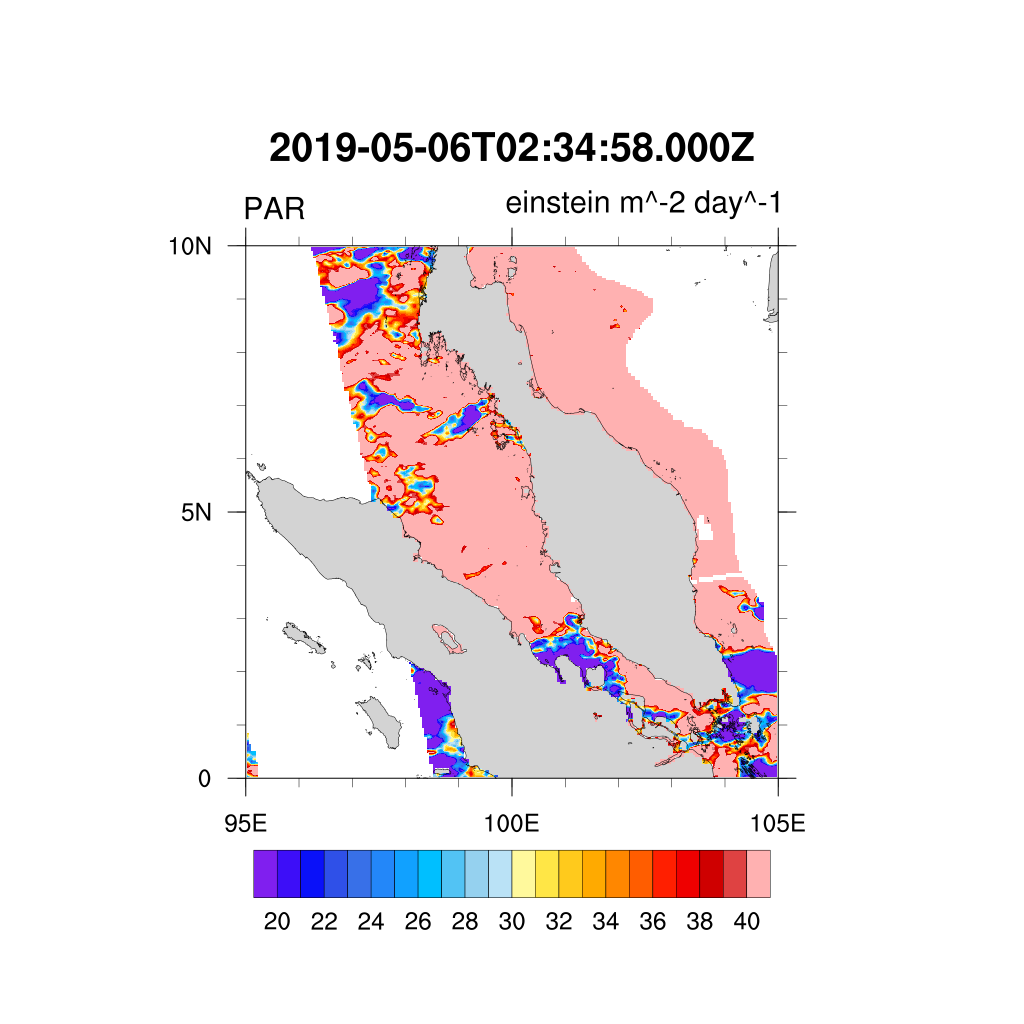 2019-05-06T02:34:58.000Z
PAR einstein m^-2 day^-1
10N
5N
0
95E 100E 105E
20 22 24 26 28 30 32 34 36 38 40